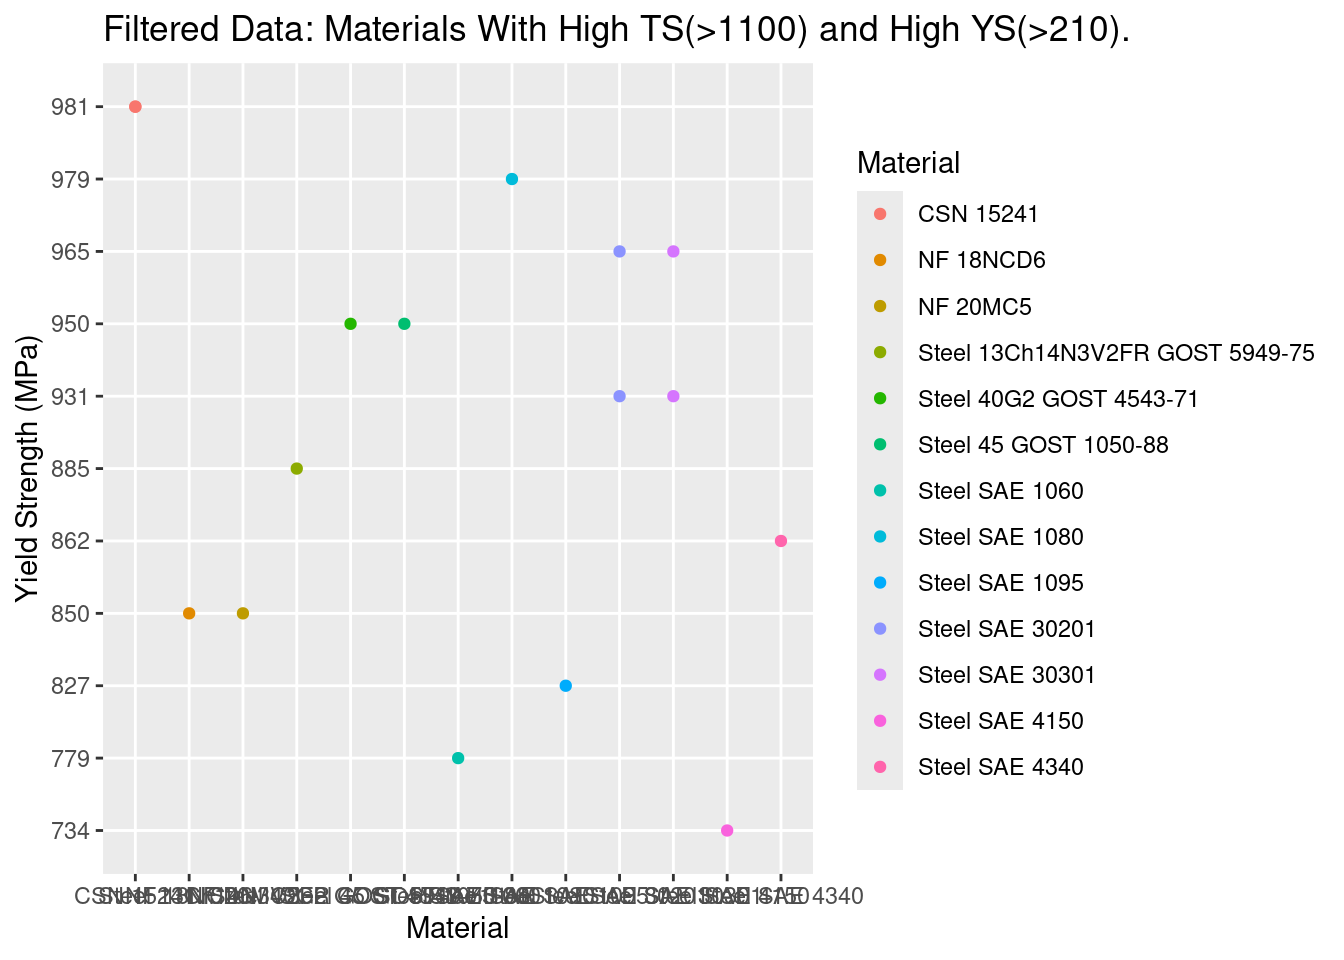 Filtered Data: Materials With High TS(>1100) and High YS(>210).
981
979
965
950
931
885
862
850
827
779
734
Yield Strength (MPa)
4340
Material
Material
CSN 15241
NF 18NCD6
NF 20MC5
Steel 13Ch14N3V2FR GOST 5949-75
Steel 40G2 GOST 4543-71
Steel 45 GOST 1050-88
Steel SAE 1060
Steel SAE 1080
Steel SAE 1095
Steel SAE 30201
Steel SAE 30301
Steel SAE 4150
Steel SAE 4340